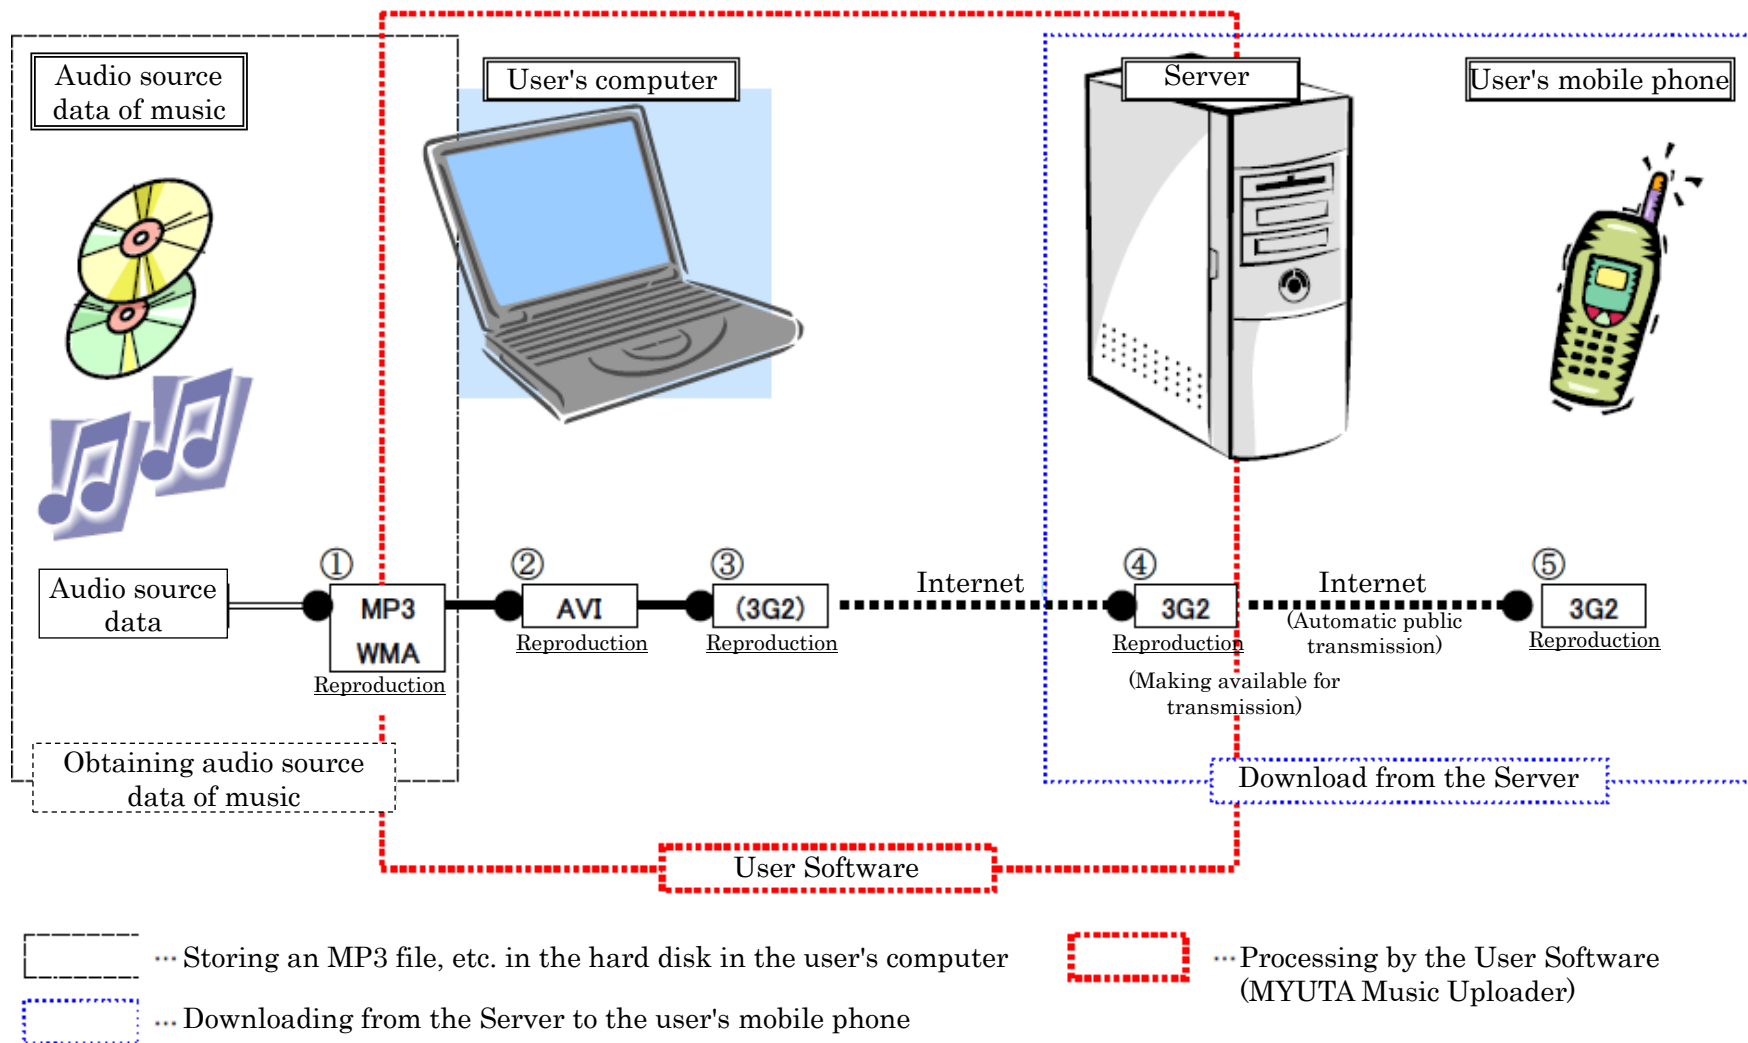 Audio source
data of music
User's computer
Server
User's mobile phone
①
②
③
④
⑤
Audio source
data
MP3
WMA
Reproduction
AVI
Reproduction
(3G2)
Reproduction
Internet
3G2
Reproduction
(Making available for
transmission)
Internet
(Automatic public
transmission)
3G2
Reproduction
Obtaining audio source
data of music
Download from the Server
User Software
··· Storing an MP3 file, etc. in the hard disk in the user's computer
··· Downloading from the Server to the user's mobile phone
··· Processing by the User Software
(MYUTA Music Uploader)